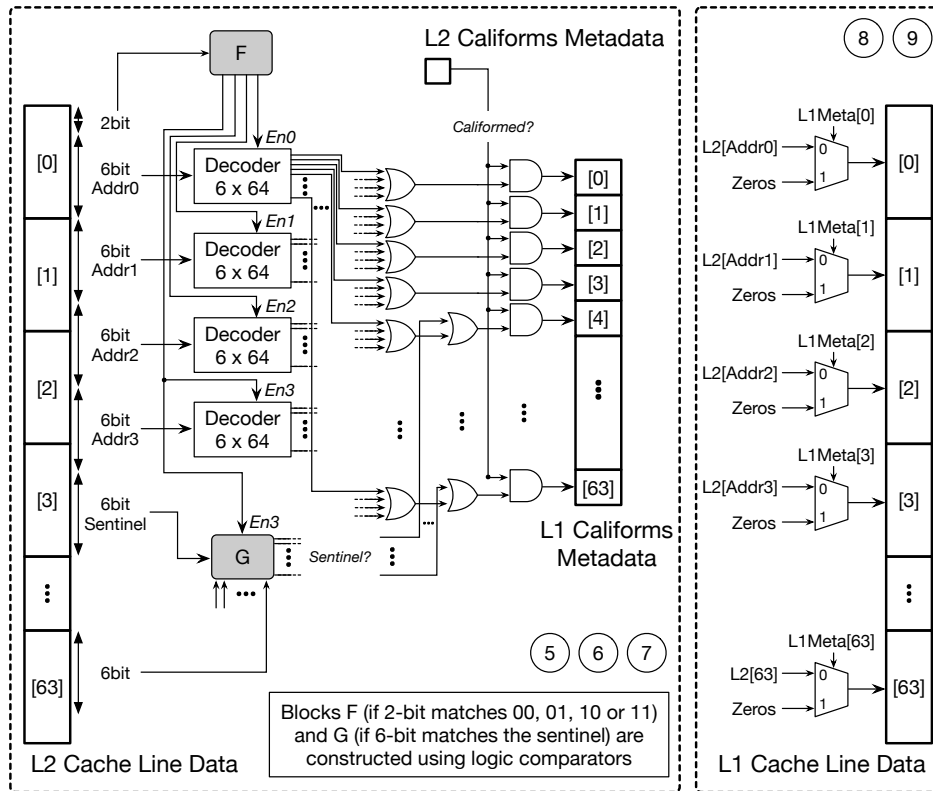 F
L2 Califorms Metadata
8
9
2bit
Califormed?
L1Meta[0]
En0
[0]
6bit
Addr0
Decoder
6 x 64
[0]
L2[Addr0]
0
Zeros
1
[0]
En1
[1]
[1]
6bit
Addr1
Decoder
6 x 64
[2]
L1Meta[1]
L2[Addr1]
0
Zeros
1
[1]
[3]
En2
[4]
[2]
6bit
Addr2
Decoder
6 x 64
L1Meta[2]
L2[Addr2]
0
Zeros
1
[2]
En3
6bit
Addr3
Decoder
6 x 64
[3]
6bit
Sentinel
[63]
L1Meta[3]
L2[Addr3]
0
Zeros
1
[3]
En3
G
Sentinel?
L1 Califorms
Metadata
[63]
6bit
5
6
7
L1Meta[63]
L2[63]
0
Zeros
1
[63]
Blocks F (if 2-bit matches 00, 01, 10 or 11)
and G (if 6-bit matches the sentinel) are
constructed using logic comparators
L2 Cache Line Data
L1 Cache Line Data